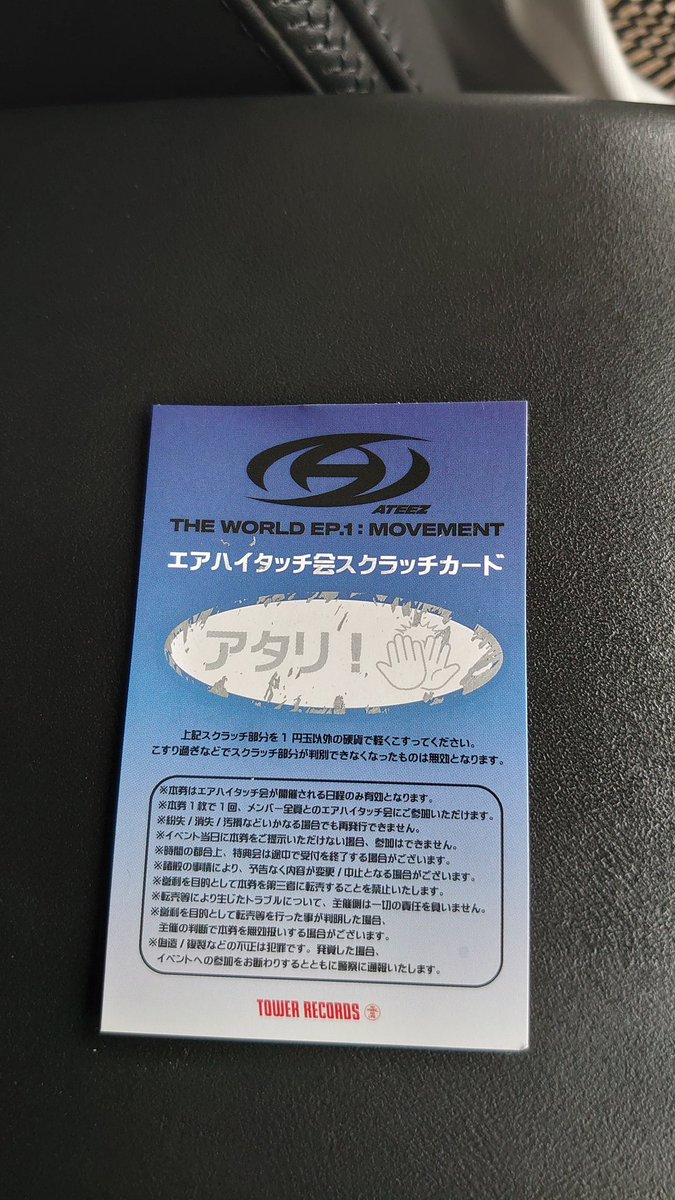 ATEEZ
THE WORLD EP.1 : MOVEMENT
エアハイタッチ会スクラッチカード
アタリ！
上記スクラッチ部分を1円玉以外の硬貨で軽くこすってください。
こすり過ぎなどでスクラッチ部分が判別できなくなったものは無効となります。
※本券はエアハイタッチ会が開催される日程のみ有効となります。
※本券1枚で1回、メンバー全員とのエアハイタッチ会にご参加いただけます。
※紛失/消失/汚損などいかなる場合でも再発行できません。
※イベント当日に本券をご提示いただけない場合、参加はできません。
※時間の都合上、特典会は途中で受付を終了する場合がございます。
※諸般の事情により、予告なく内容が変更/中止となる場合がございます。
※営利を目的として本券を第三者に転売することを禁止いたします。
※転売等により生じたトラブルについて、主催側は一切の責任を負いません。
※営利を目的として転売等を行った事が判明した場合、
主催の判断で本券を無効扱いする場合がございます。
※偽造/複製などの不正は犯罪です。発覚した場合、
イベントへの参加をお断りするとともに警察に通報いたします。
TOWER RECORDS